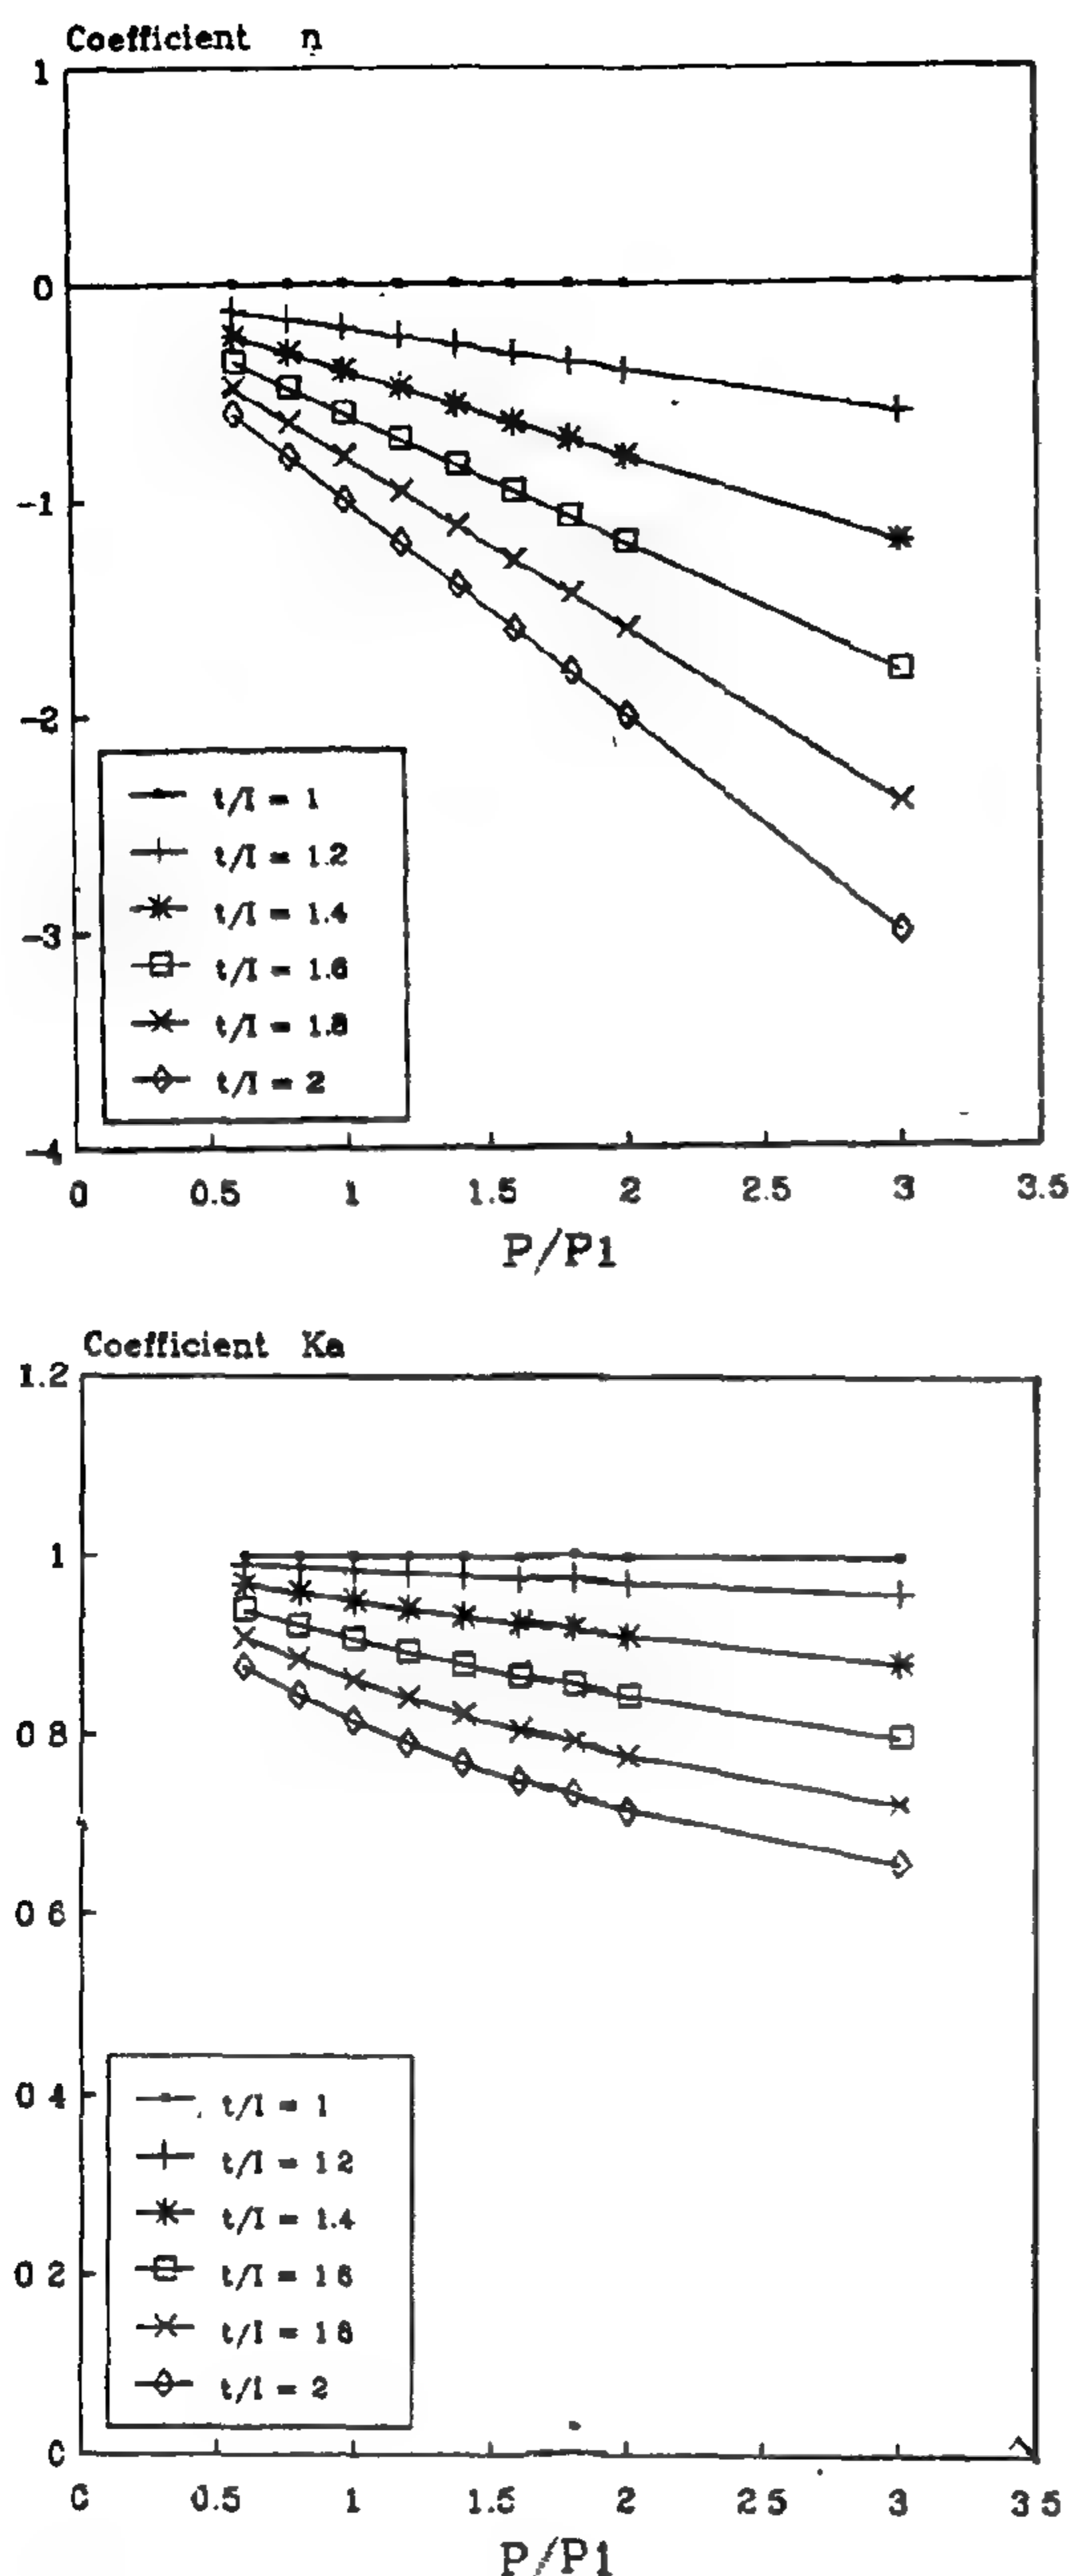 Coefficient η
1
0
-1
-2
-3
-4
t/I = 1
t/I = 1.2
t/I = 1.4
t/I = 1.6
t/I = 1.8
t/I = 2
0 0.5 1 1.5 2 2.5 3 3.5
P/P1
Coefficient Ka
1.2
1
0 8
0 6
0 4
0 2
0
t/I = 1
t/I = 1 2
t/I = 1.4
t/I = 1 6
t/I = 1 8
t/I = 2
0 0.5 1 1.5 2 2 5 3 3 5
P/P1